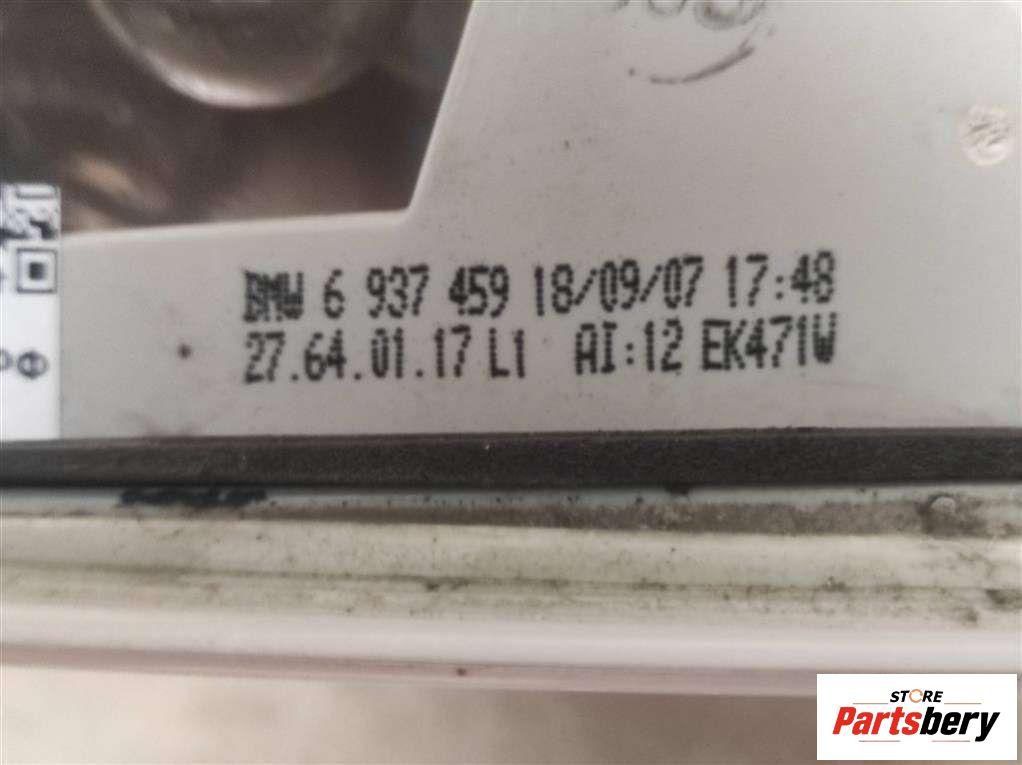 BMW 6 937 459 18/09/07 17:48
27.64.01.17 L1 AI:12 EK471W
STORE
Partsbery